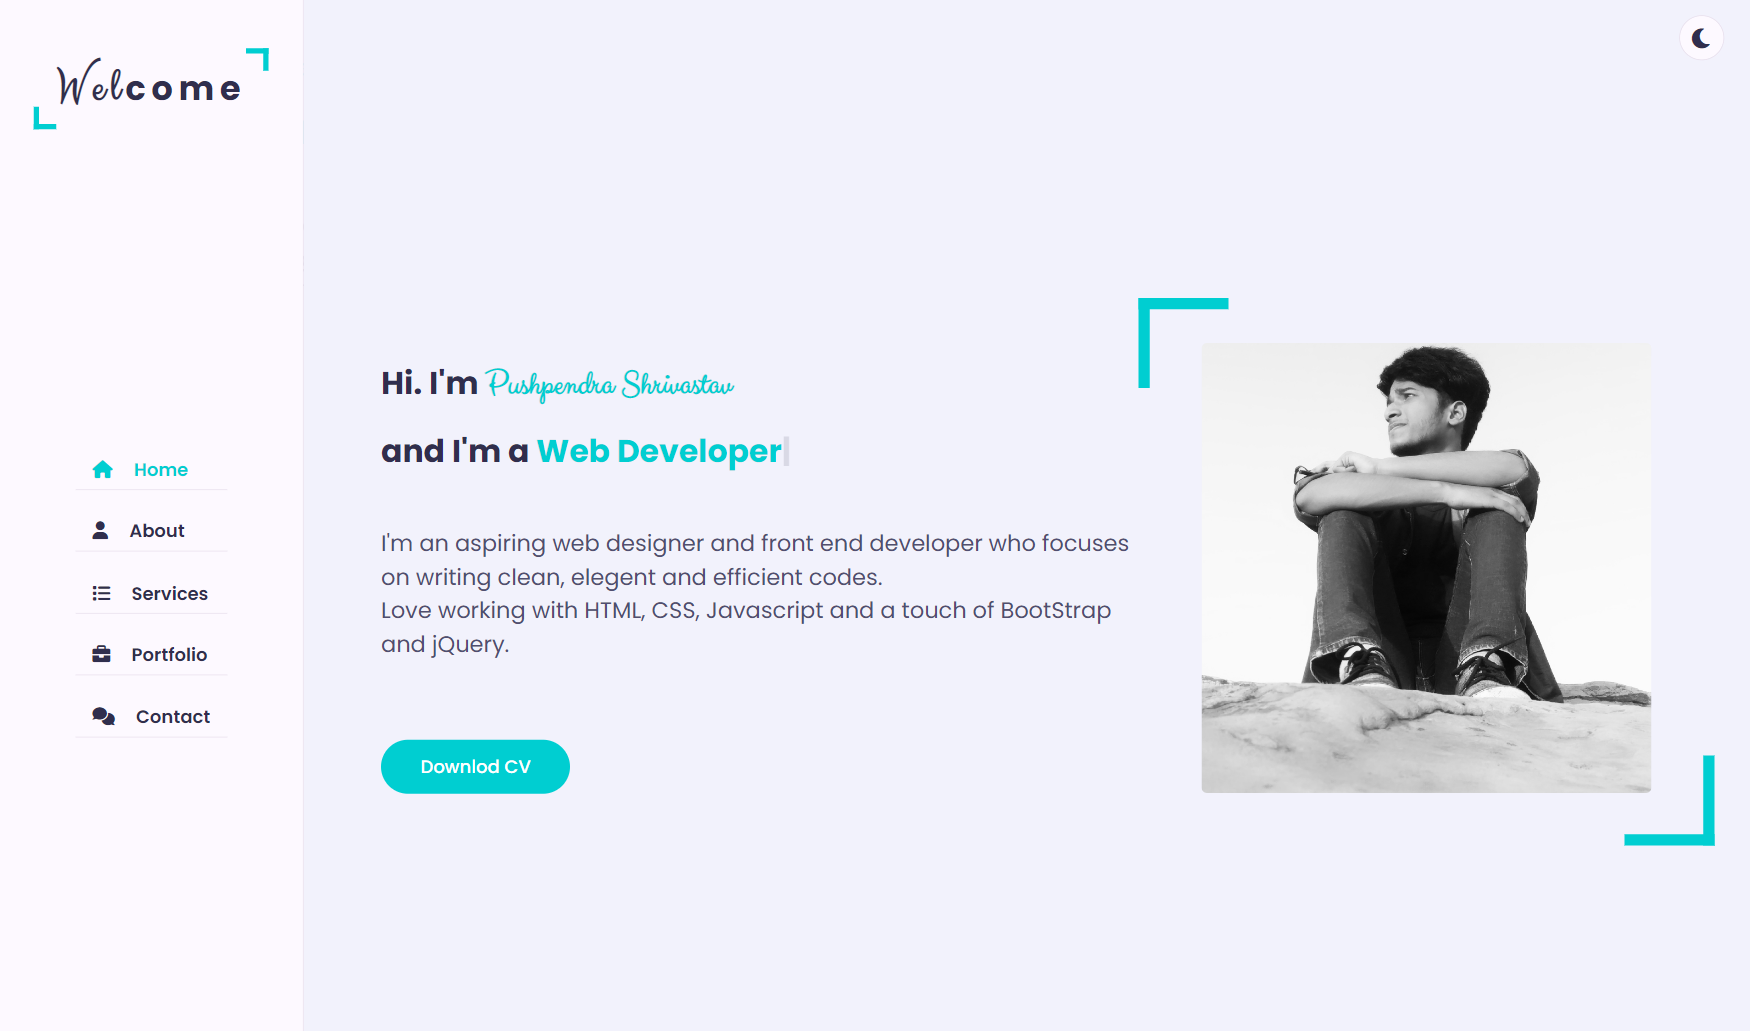 Welcome
Home
About
Services
Portfolio
Contact
Hi. I'm Pushpendra Shrivastav
and I'm a Web Developer
I'm an aspiring web designer and front end developer who focuses
on writing clean, elegent and efficient codes.
Love working with HTML, CSS, Javascript and a touch of BootStrap
and jQuery.
Downlod CV